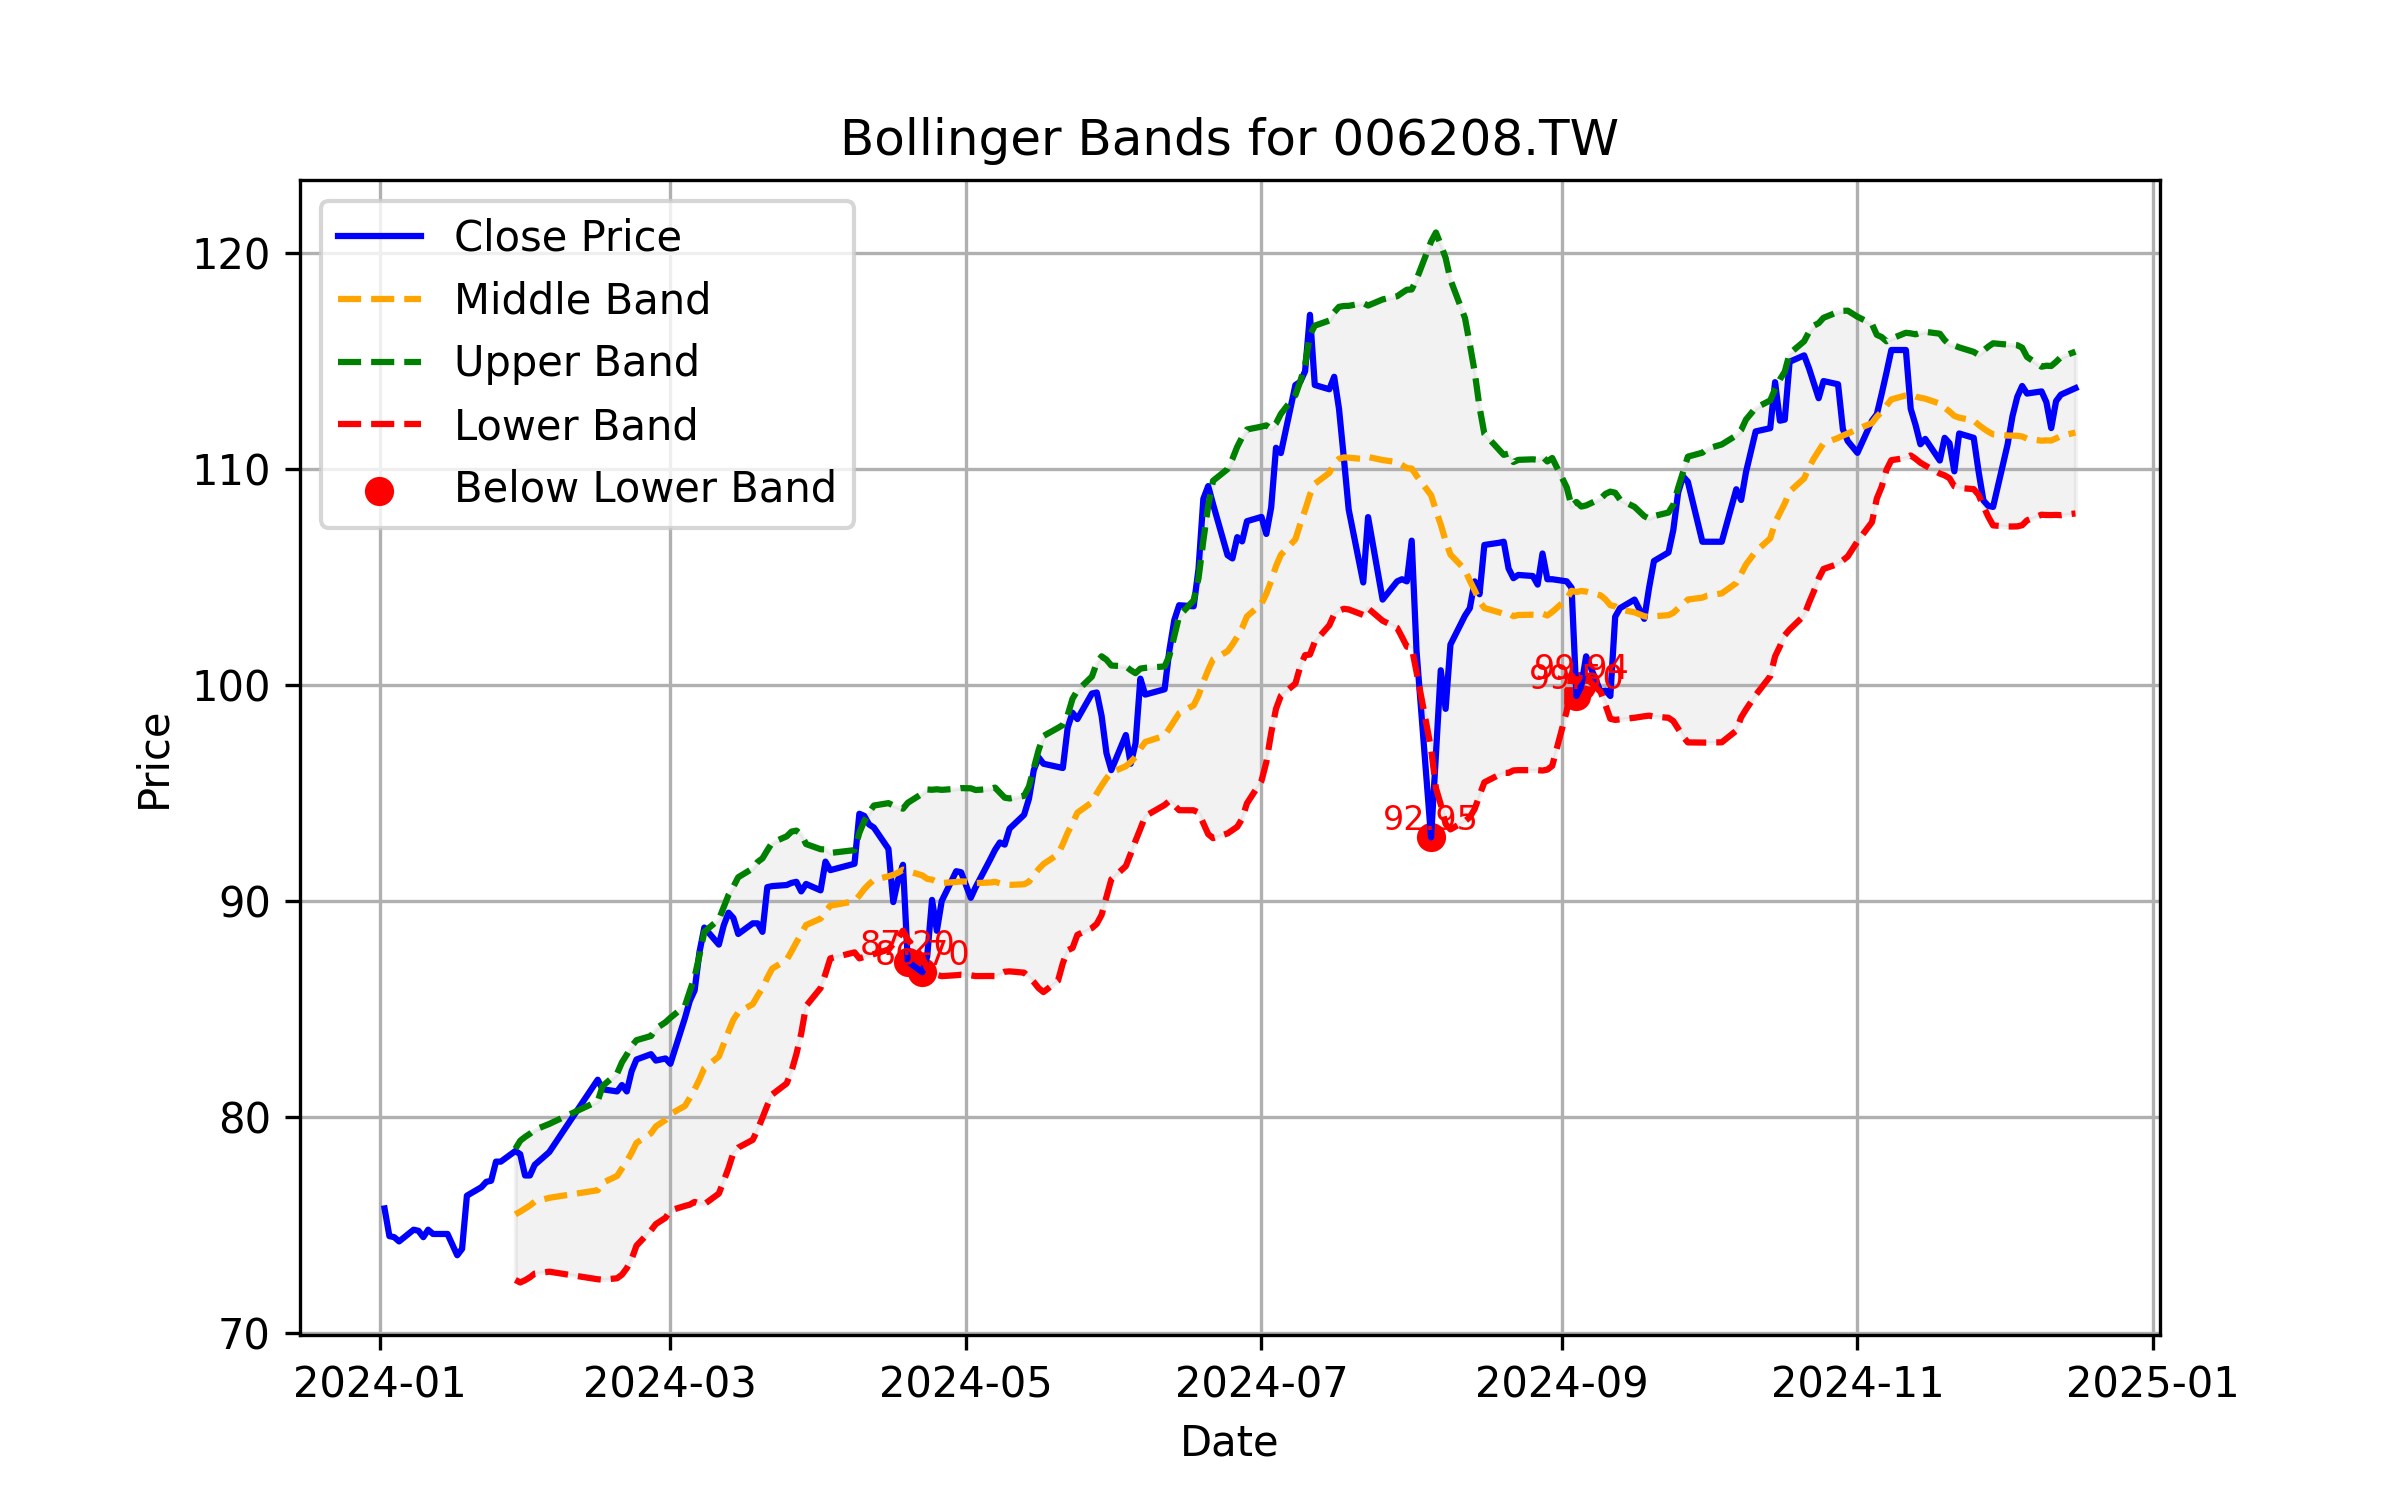 Bollinger Bands for 006208.TW
Close Price
Middle Band
Upper Band
Lower Band
Below Lower Band
120
110
100
90
80
70
Price
92.95
2024-01
2024-03
2024-05
2024-07
2024-09
2024-11
2025-01
Date